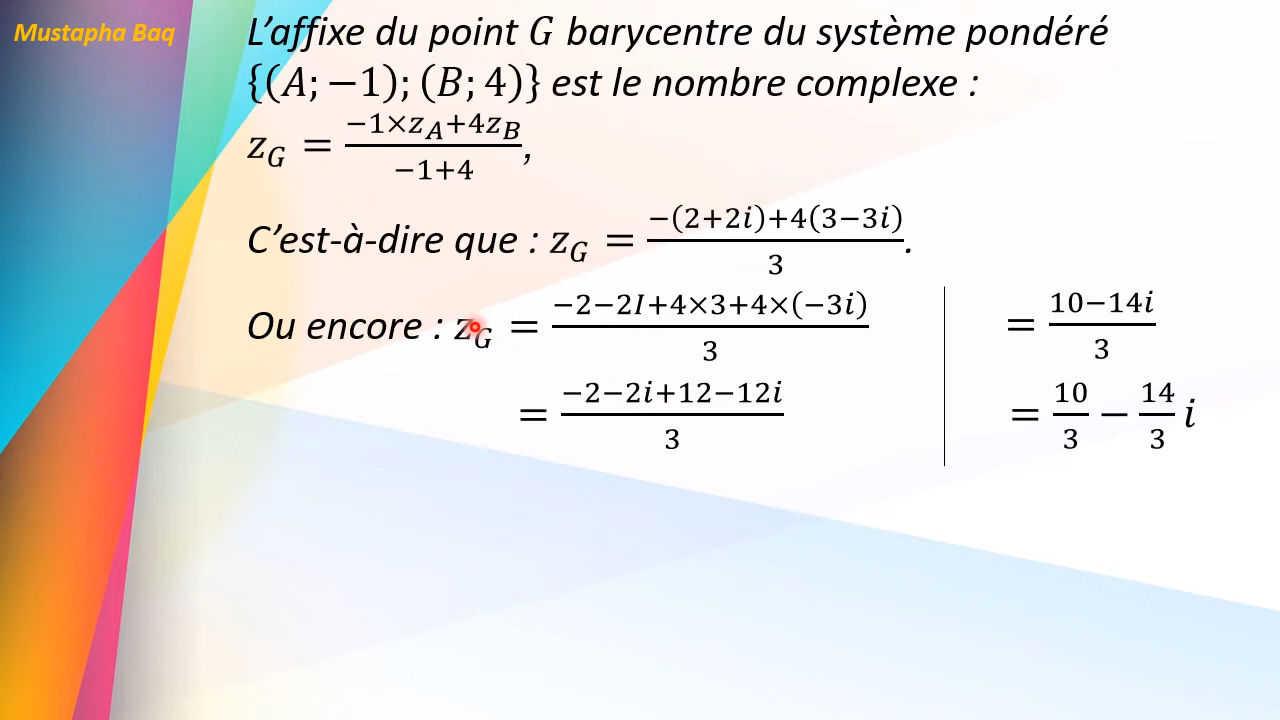 Mustapha Baq
L’affixe du point G barycentre du système pondéré
{(A; −1); (B; 4)} est le nombre complexe :
z_G = (−1×z_A+4z_B)/(−1+4),
C’est-à-dire que : z_G = (−(2+2i)+4(3−3i))/3.
Ou encore : z_G = (−2−2I+4×3+4×(−3i))/3
= (−2−2i+12−12i)/3
= (10−14i)/3
= 10/3 − 14/3 i